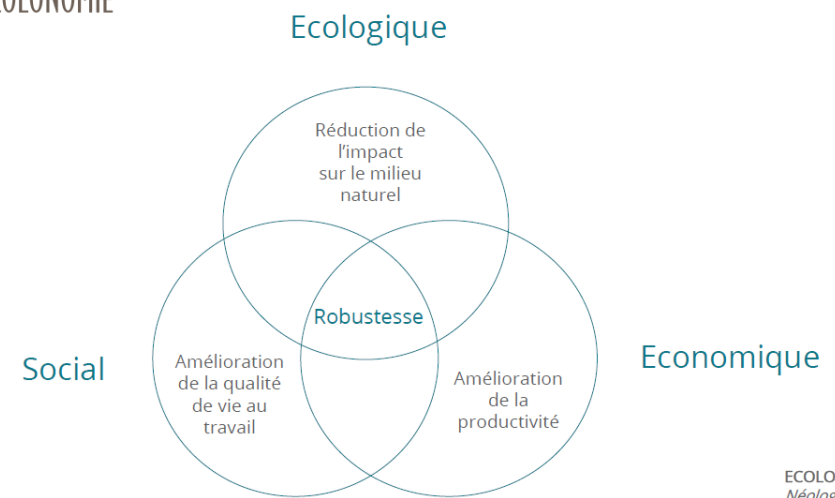 Ecologique
Réduction de
l'impact
sur le milieu
naturel
Robustesse
Social
Amélioration
de la qualité
de vie au
travail
Economique
Amélioration
de la
productivité